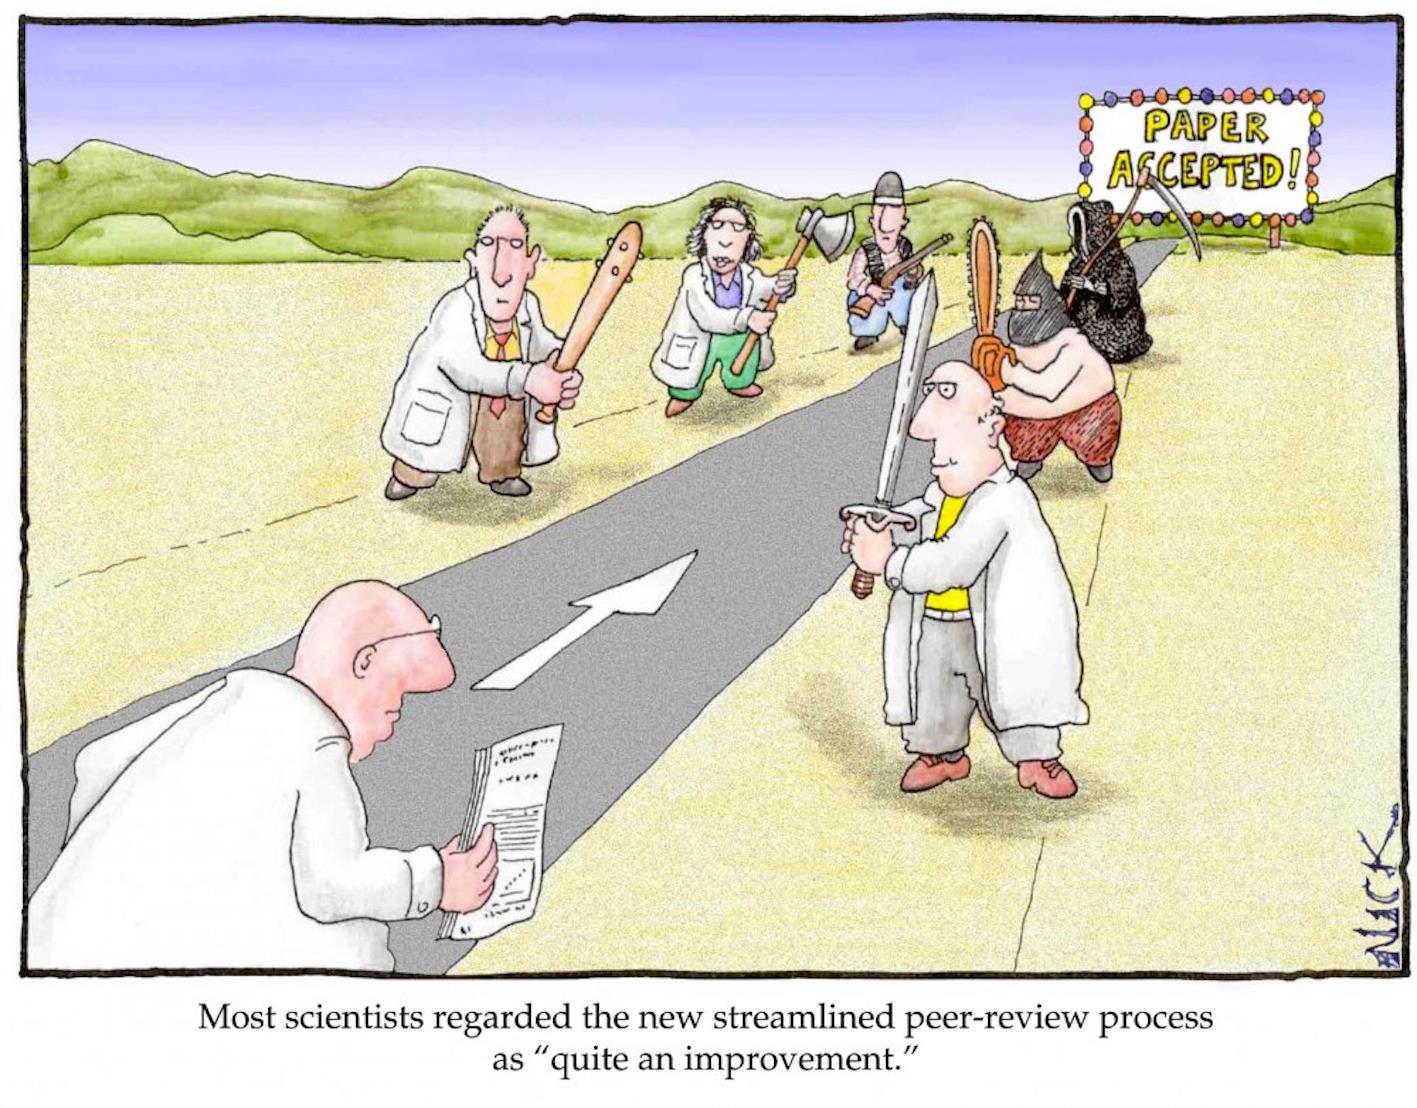 PAPER
ACCEPTED!
NICK
Most scientists regarded the new streamlined peer-review process
as “quite an improvement.”